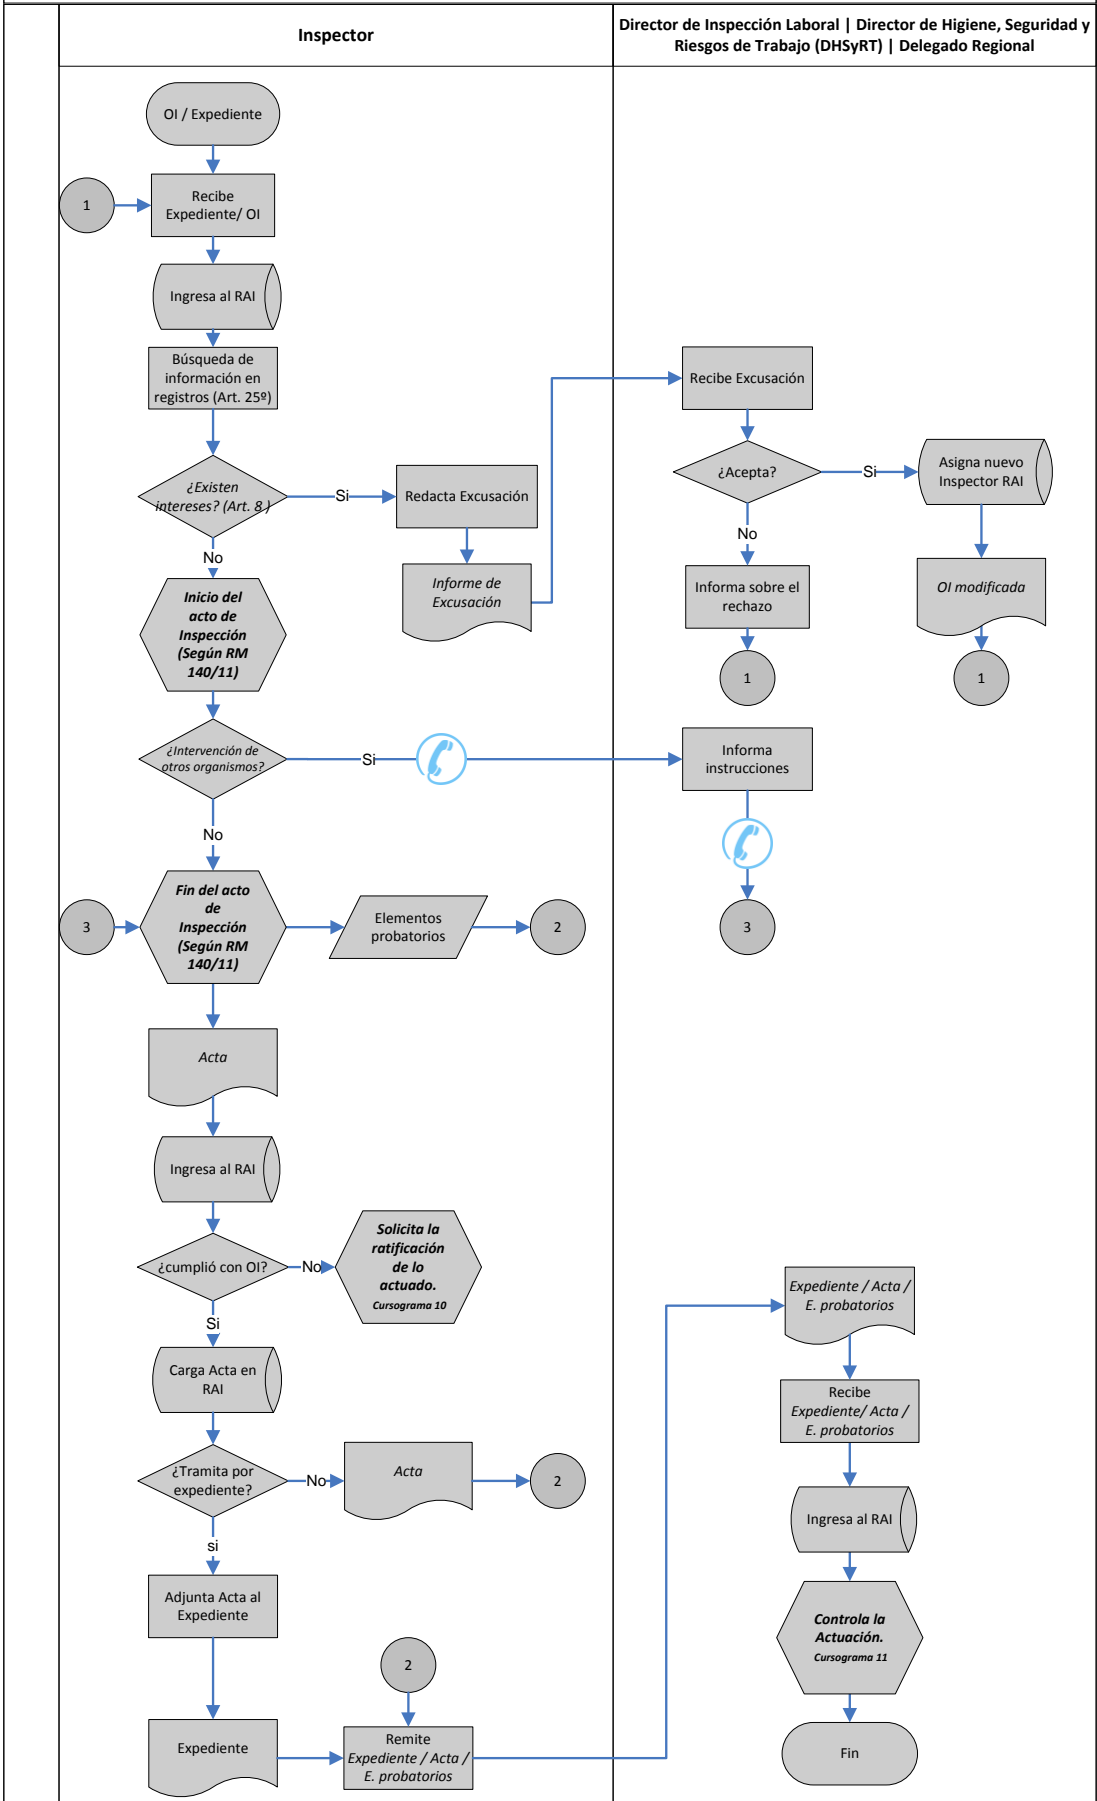 Inspector
Director de Inspección Laboral | Director de Higiene, Seguridad y
Riesgos de Trabajo (DHSyRT) | Delegado Regional
OI / Expediente
1
Recibe
Expediente/ OI
Ingresa al RAI
Búsqueda de
información en
registros (Art. 25º)
¿Existen
intereses? (Art. 8 )
Si
Redacta Excusación
Informe de
Excusación
No
Recibe Excusación
¿Acepta?
Si
Asigna nuevo
Inspector RAI
OI modificada
1
No
Informa sobre el
rechazo
1
Inicio del
acto de
Inspección
(Según RM
140/11)
¿Intervención de
otros organismos?
Si
Informa
instrucciones
3
No
3
Fin del acto
de
Inspección
(Según RM
140/11)
Elementos
probatorios
2
Acta
Ingresa al RAI
¿cumplió con OI?
No
Solicita la
ratificación
de lo
actuado.
Cursograma 10
Si
Carga Acta en
RAI
¿Tramita por
expediente?
No
Acta
2
si
Adjunta Acta al
Expediente
Expediente
2
Remite
Expediente / Acta /
E. probatorios
Expediente / Acta /
E. probatorios
Recibe
Expediente/ Acta /
E. probatorios
Ingresa al RAI
Controla la
Actuación.
Cursograma 11
Fin